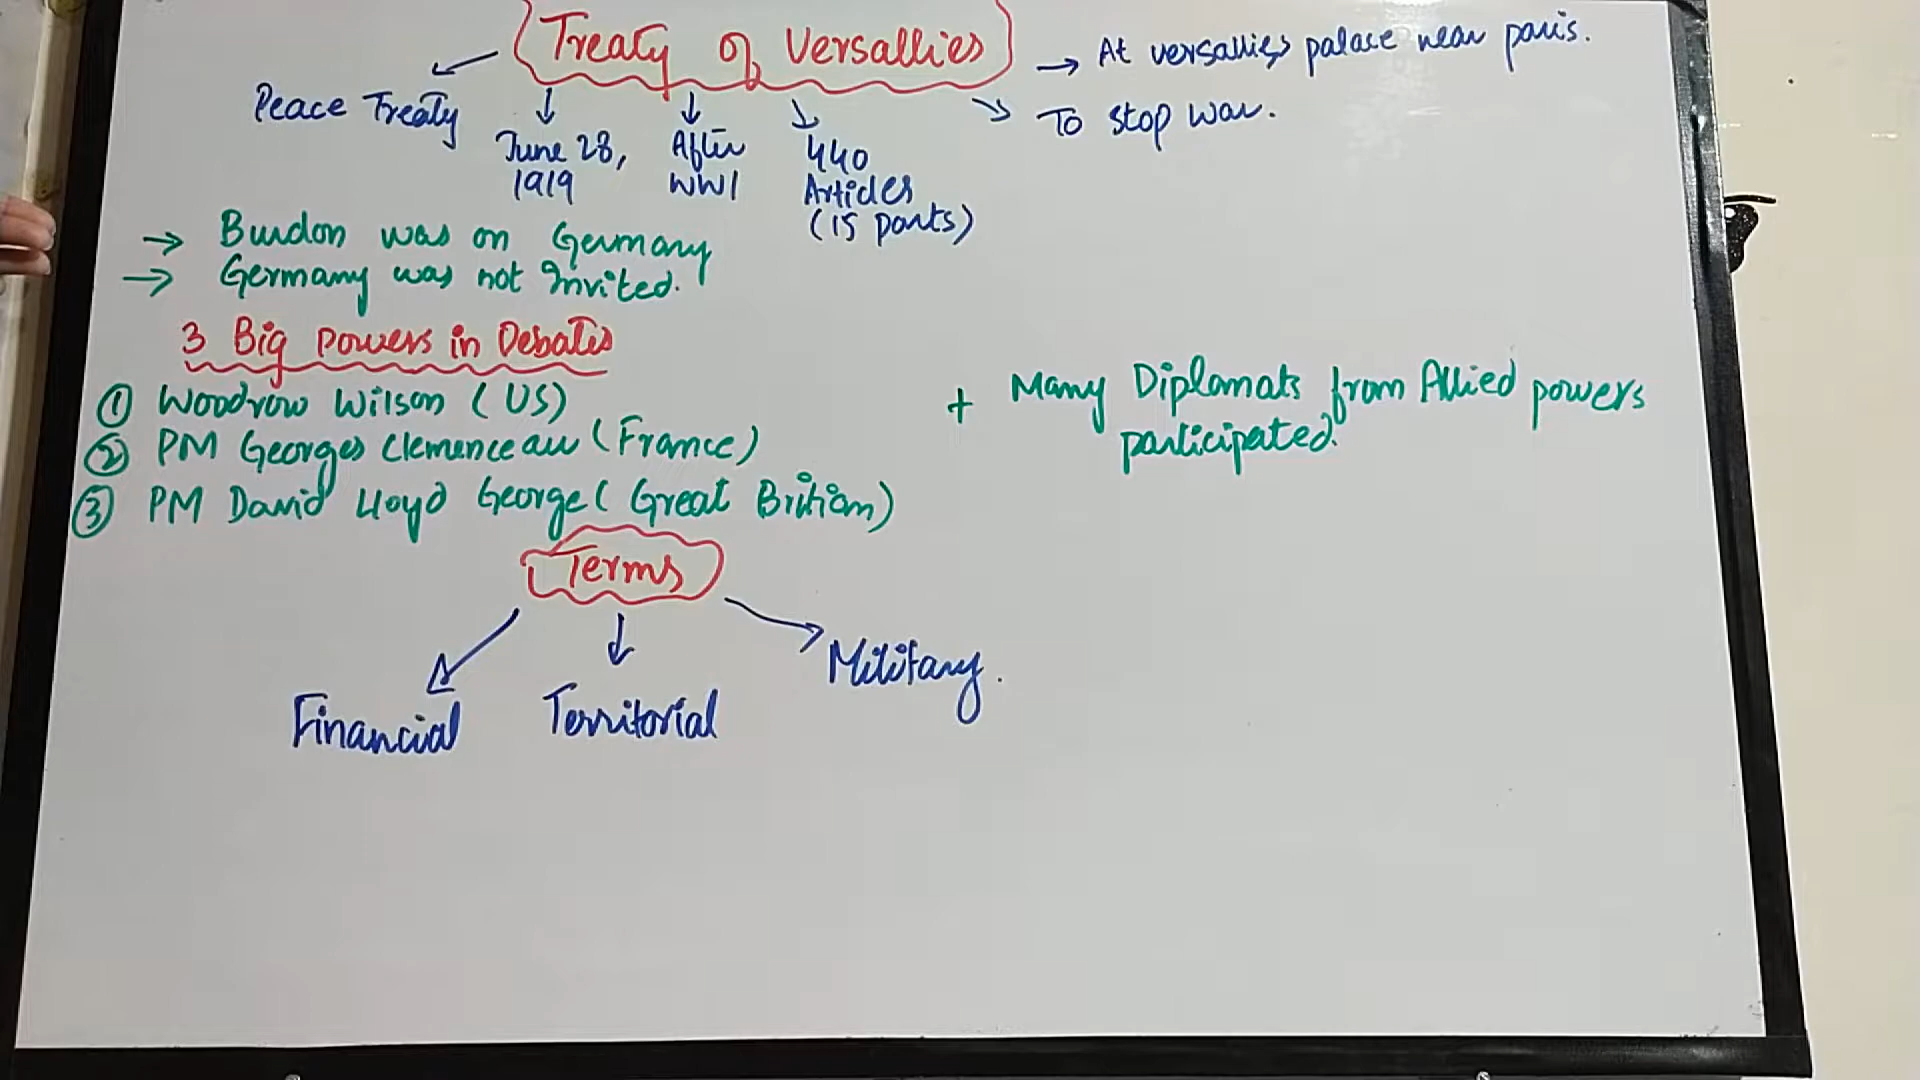 Treaty of Versallies
→ At versallies palace near paris.
Peace Treaty
June 28,
1919
After
WW1
440
Articles
(15 parts)
→ To stop war.
→ Burdon was on Germany
→ Germany was not Invited.
3 Big Powers in Debates
① Woodrow Wilson (US)
② PM Georges Clemenceau (France)
③ PM David Lloyd George (Great Britian)
+ Many Diplomats from Allied powers
participated.
Terms
Financial
Territorial
Military.